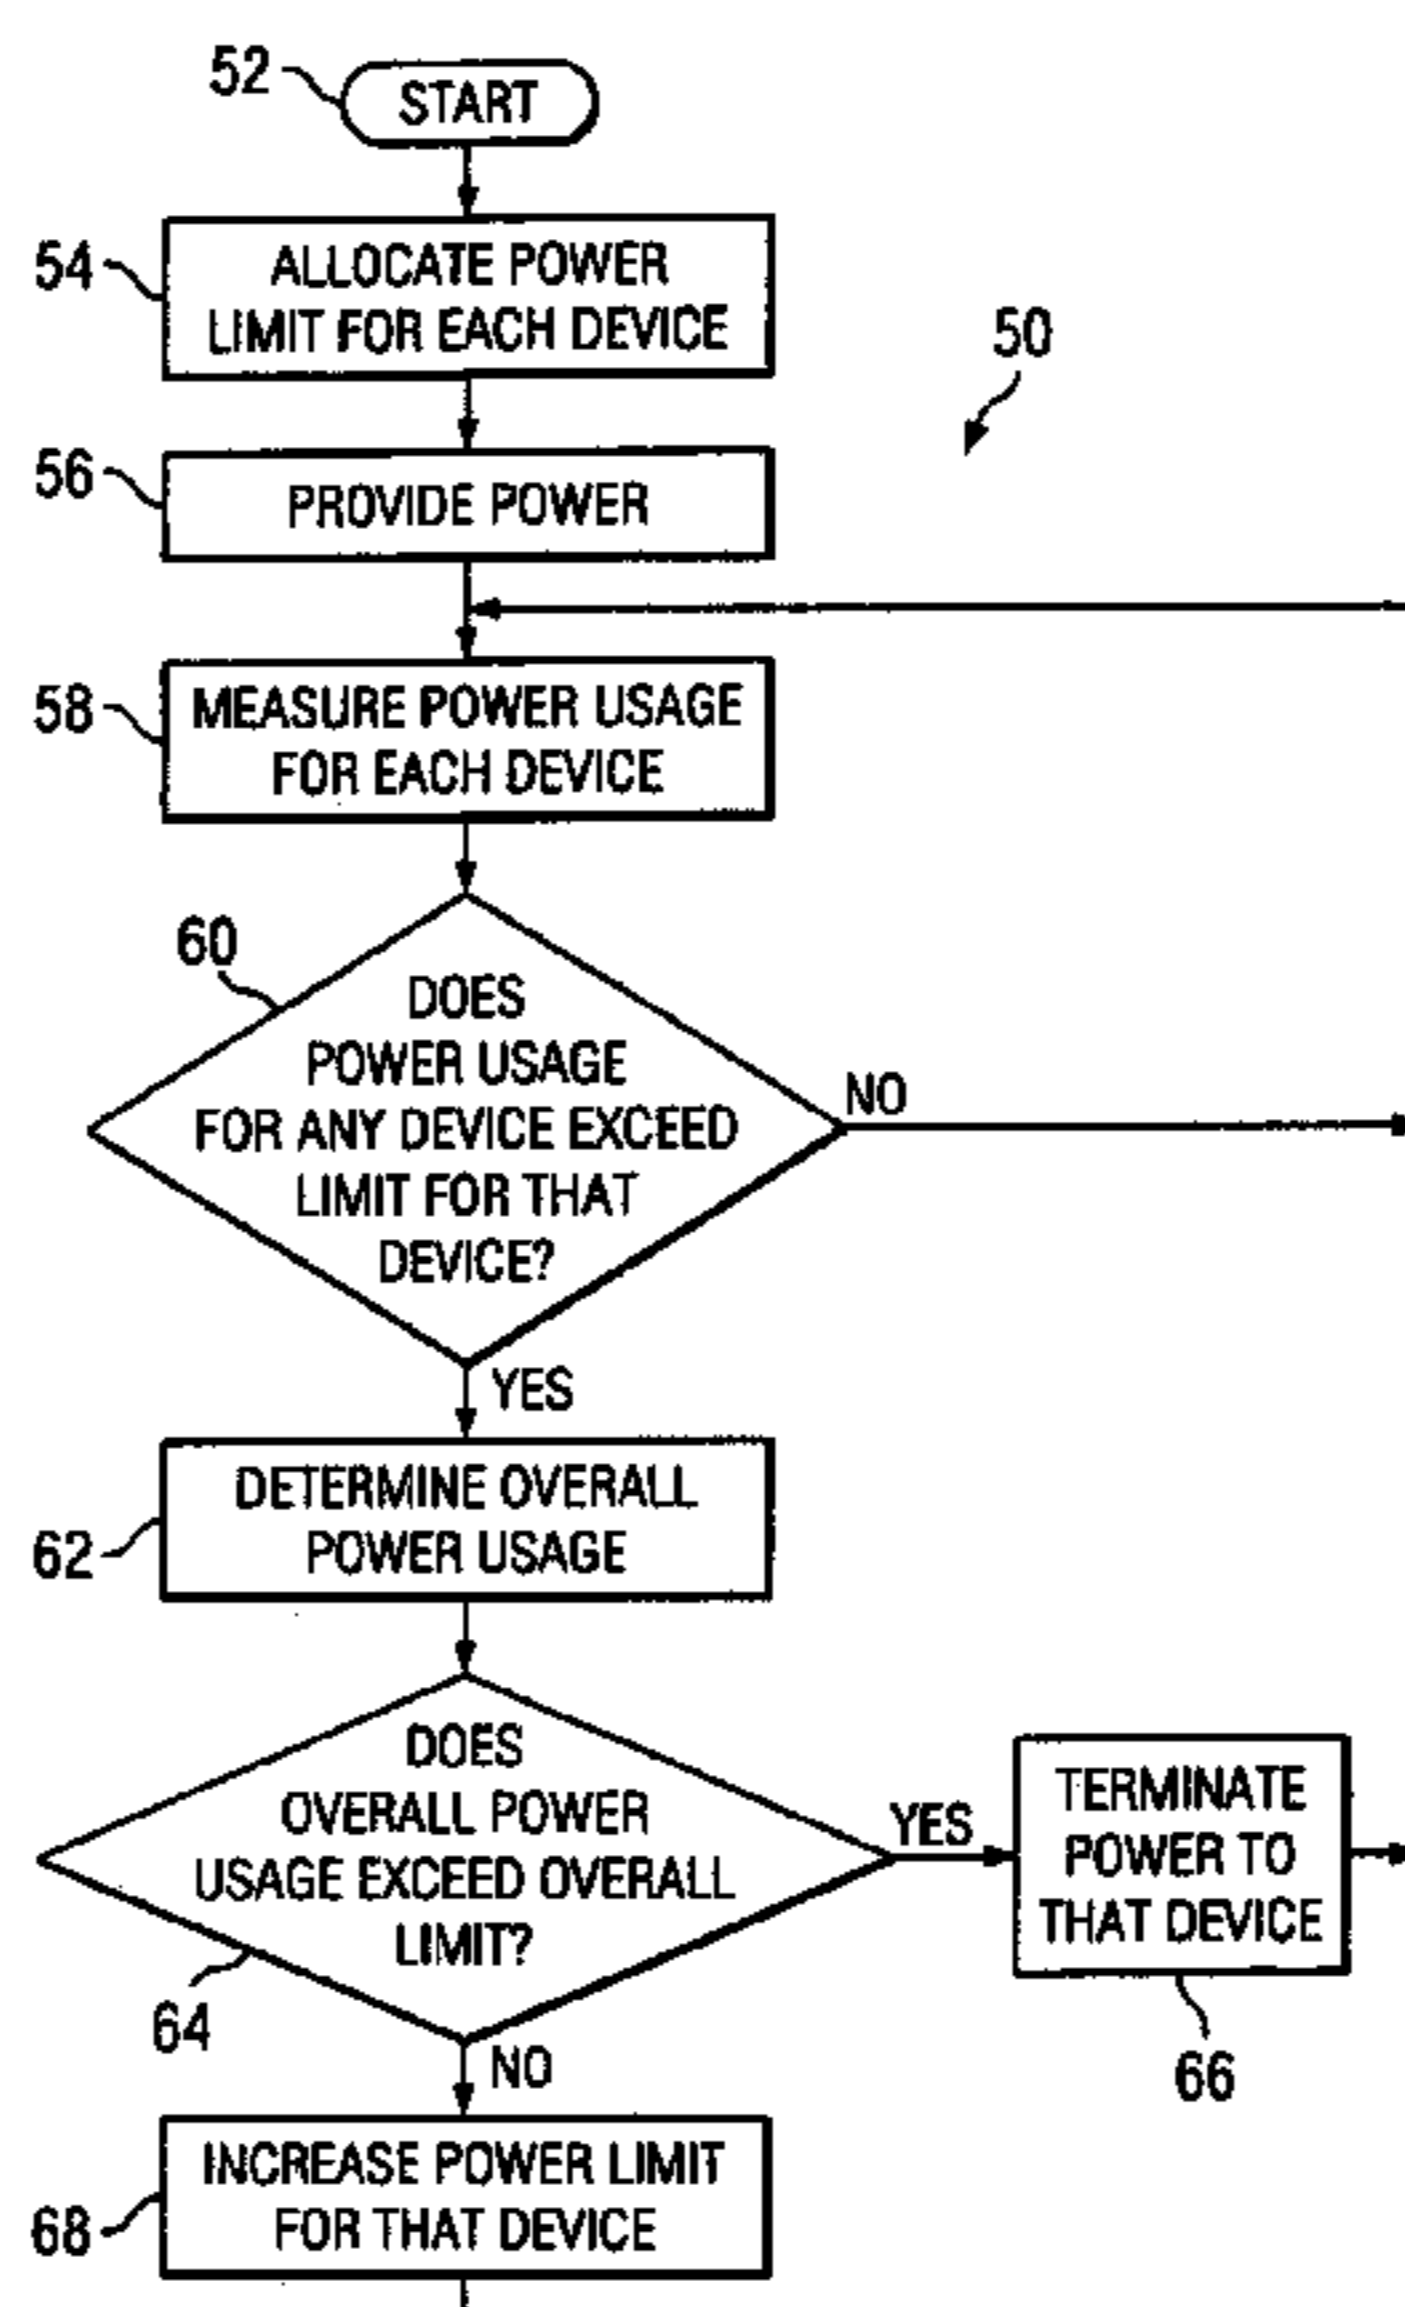 52
START
54
ALLOCATE POWER
LIMIT FOR EACH DEVICE
50
56
PROVIDE POWER
58
MEASURE POWER USAGE
FOR EACH DEVICE
60
DOES
POWER USAGE
FOR ANY DEVICE EXCEED
LIMIT FOR THAT
DEVICE?
NO
YES
62
DETERMINE OVERALL
POWER USAGE
DOES
OVERALL POWER
USAGE EXCEED OVERALL
LIMIT?
64
YES
TERMINATE
POWER TO
THAT DEVICE
66
NO
68
INCREASE POWER LIMIT
FOR THAT DEVICE